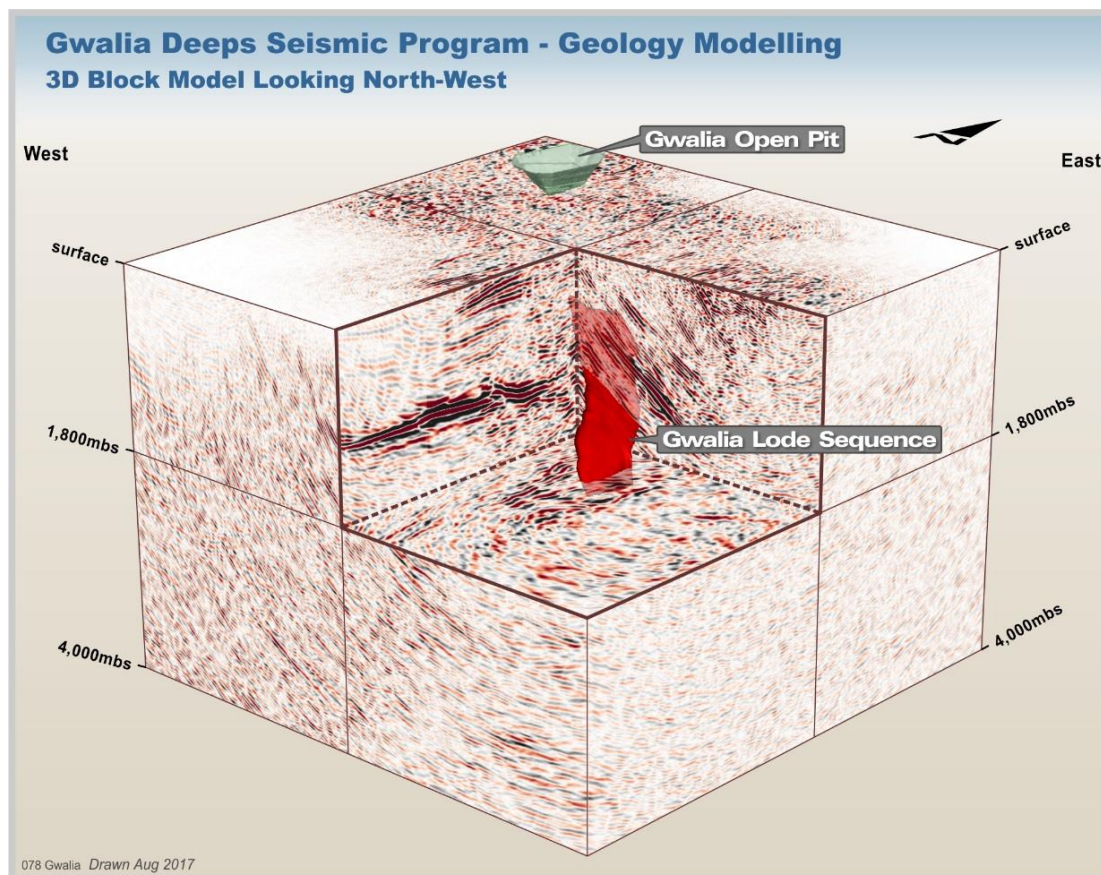 Gwalia Deeps Seismic Program - Geology Modelling
3D Block Model Looking North-West
Gwalia Open Pit
West
East
surface
surface
1,800mbs
1,800mbs
Gwalia Lode Sequence
4,000mbs
4,000mbs
078 Gwalia Drawn Aug 2017